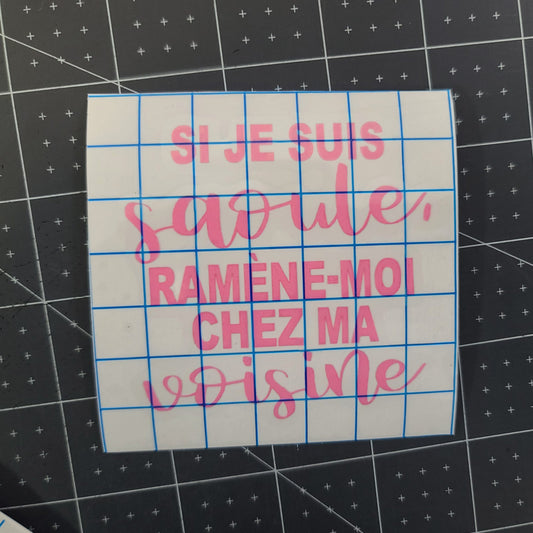 SI JE SUIS
saoule,
RAMÈNE-MOI
CHEZ MA
voisine